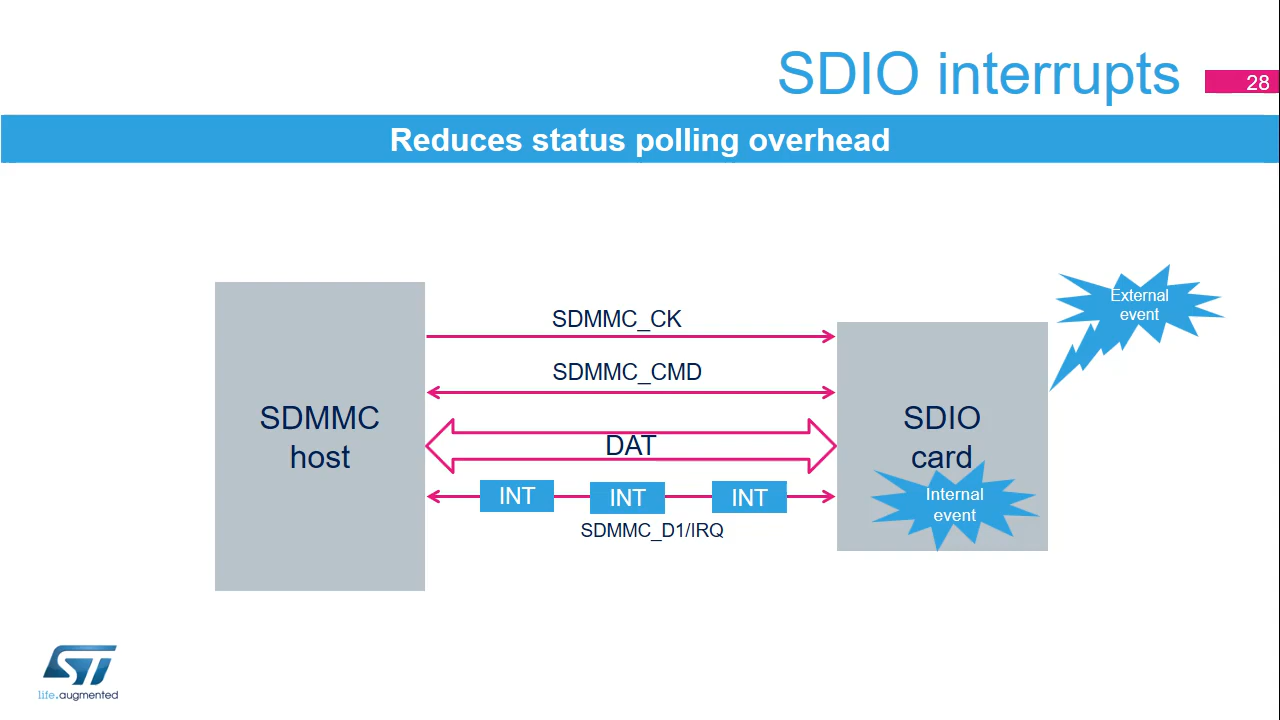 SDIO interrupts
28
Reduces status polling overhead
External
event
SDMMC_CK
SDMMC_CMD
SDMMC
host
DAT
SDIO
card
INT
INT
INT
Internal
event
SDMMC_D1/IRQ
ST
life.augmented